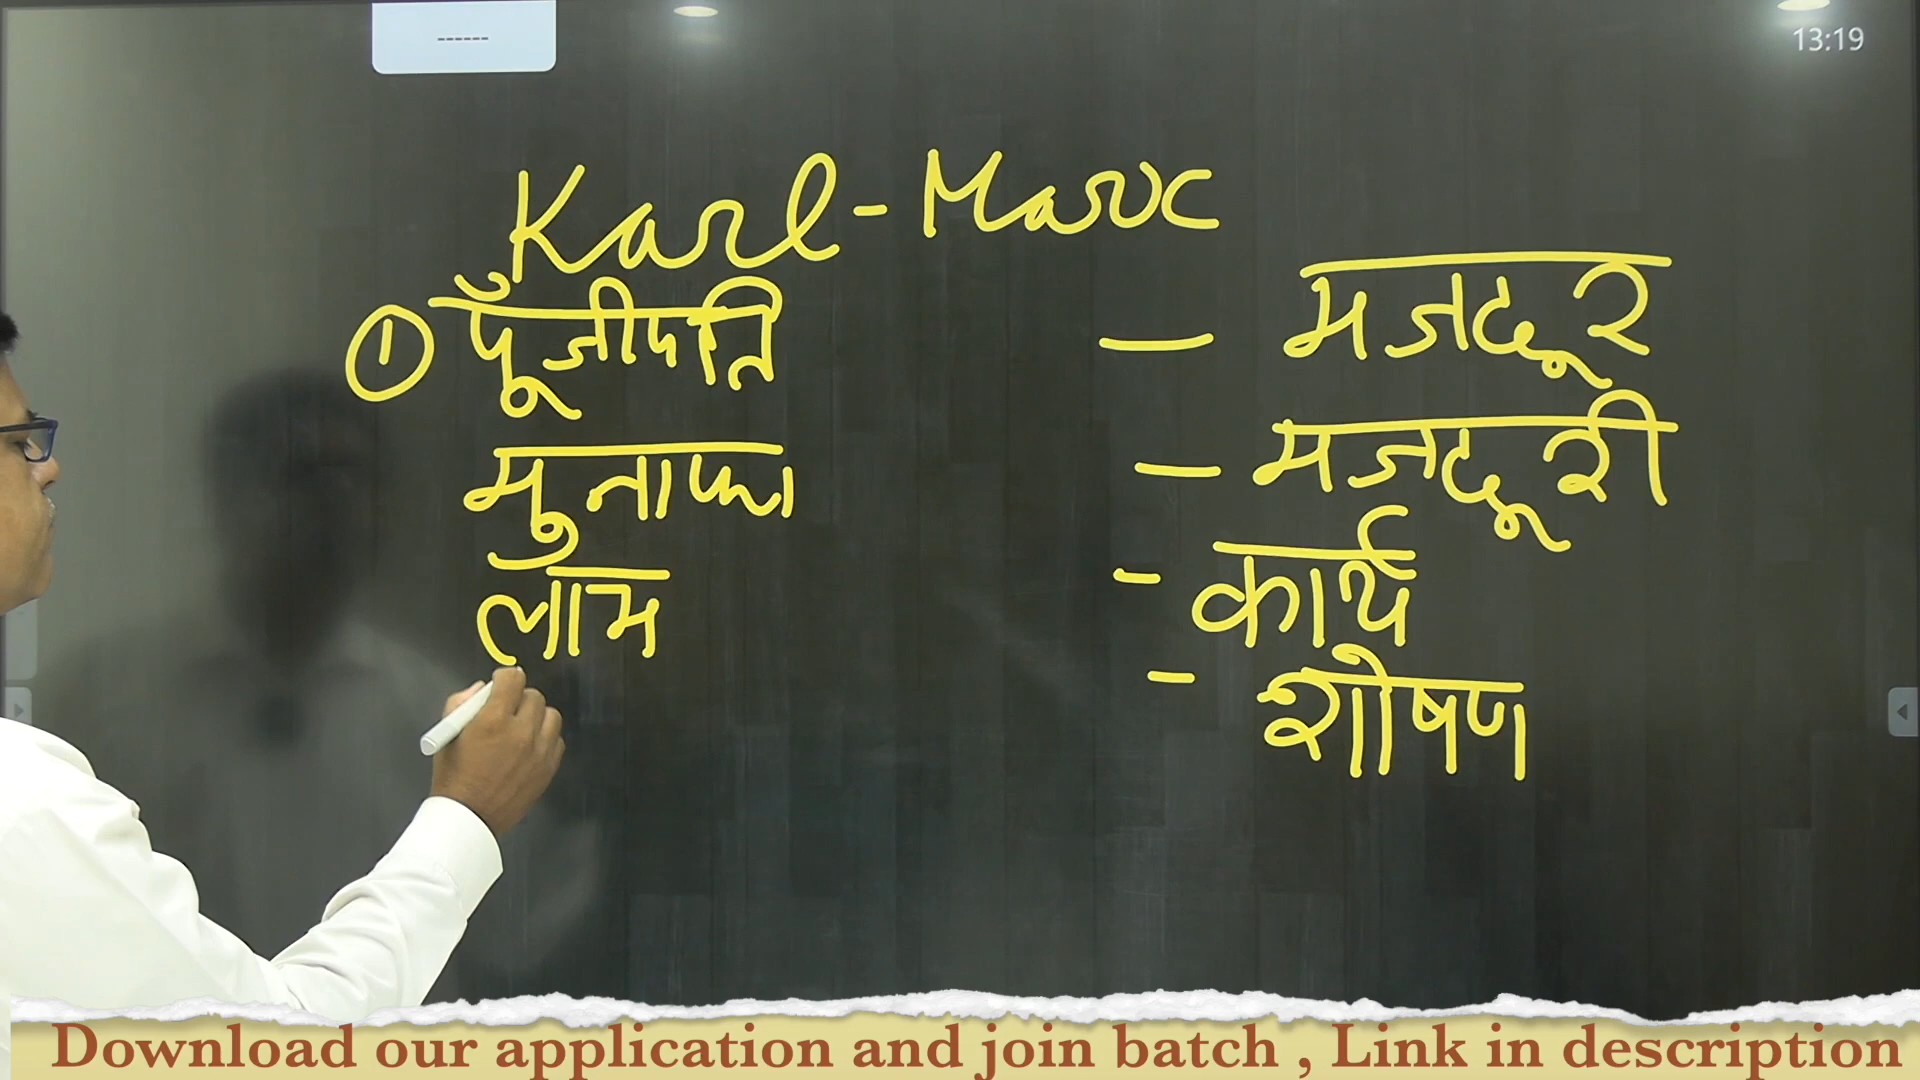 ------
13:19
Karl - Marx
① पूँजीपति — मजदूर
मुनाफा — मजदूरी
लाभ - कार्य
- शोषण
Download our application and join batch , Link in description